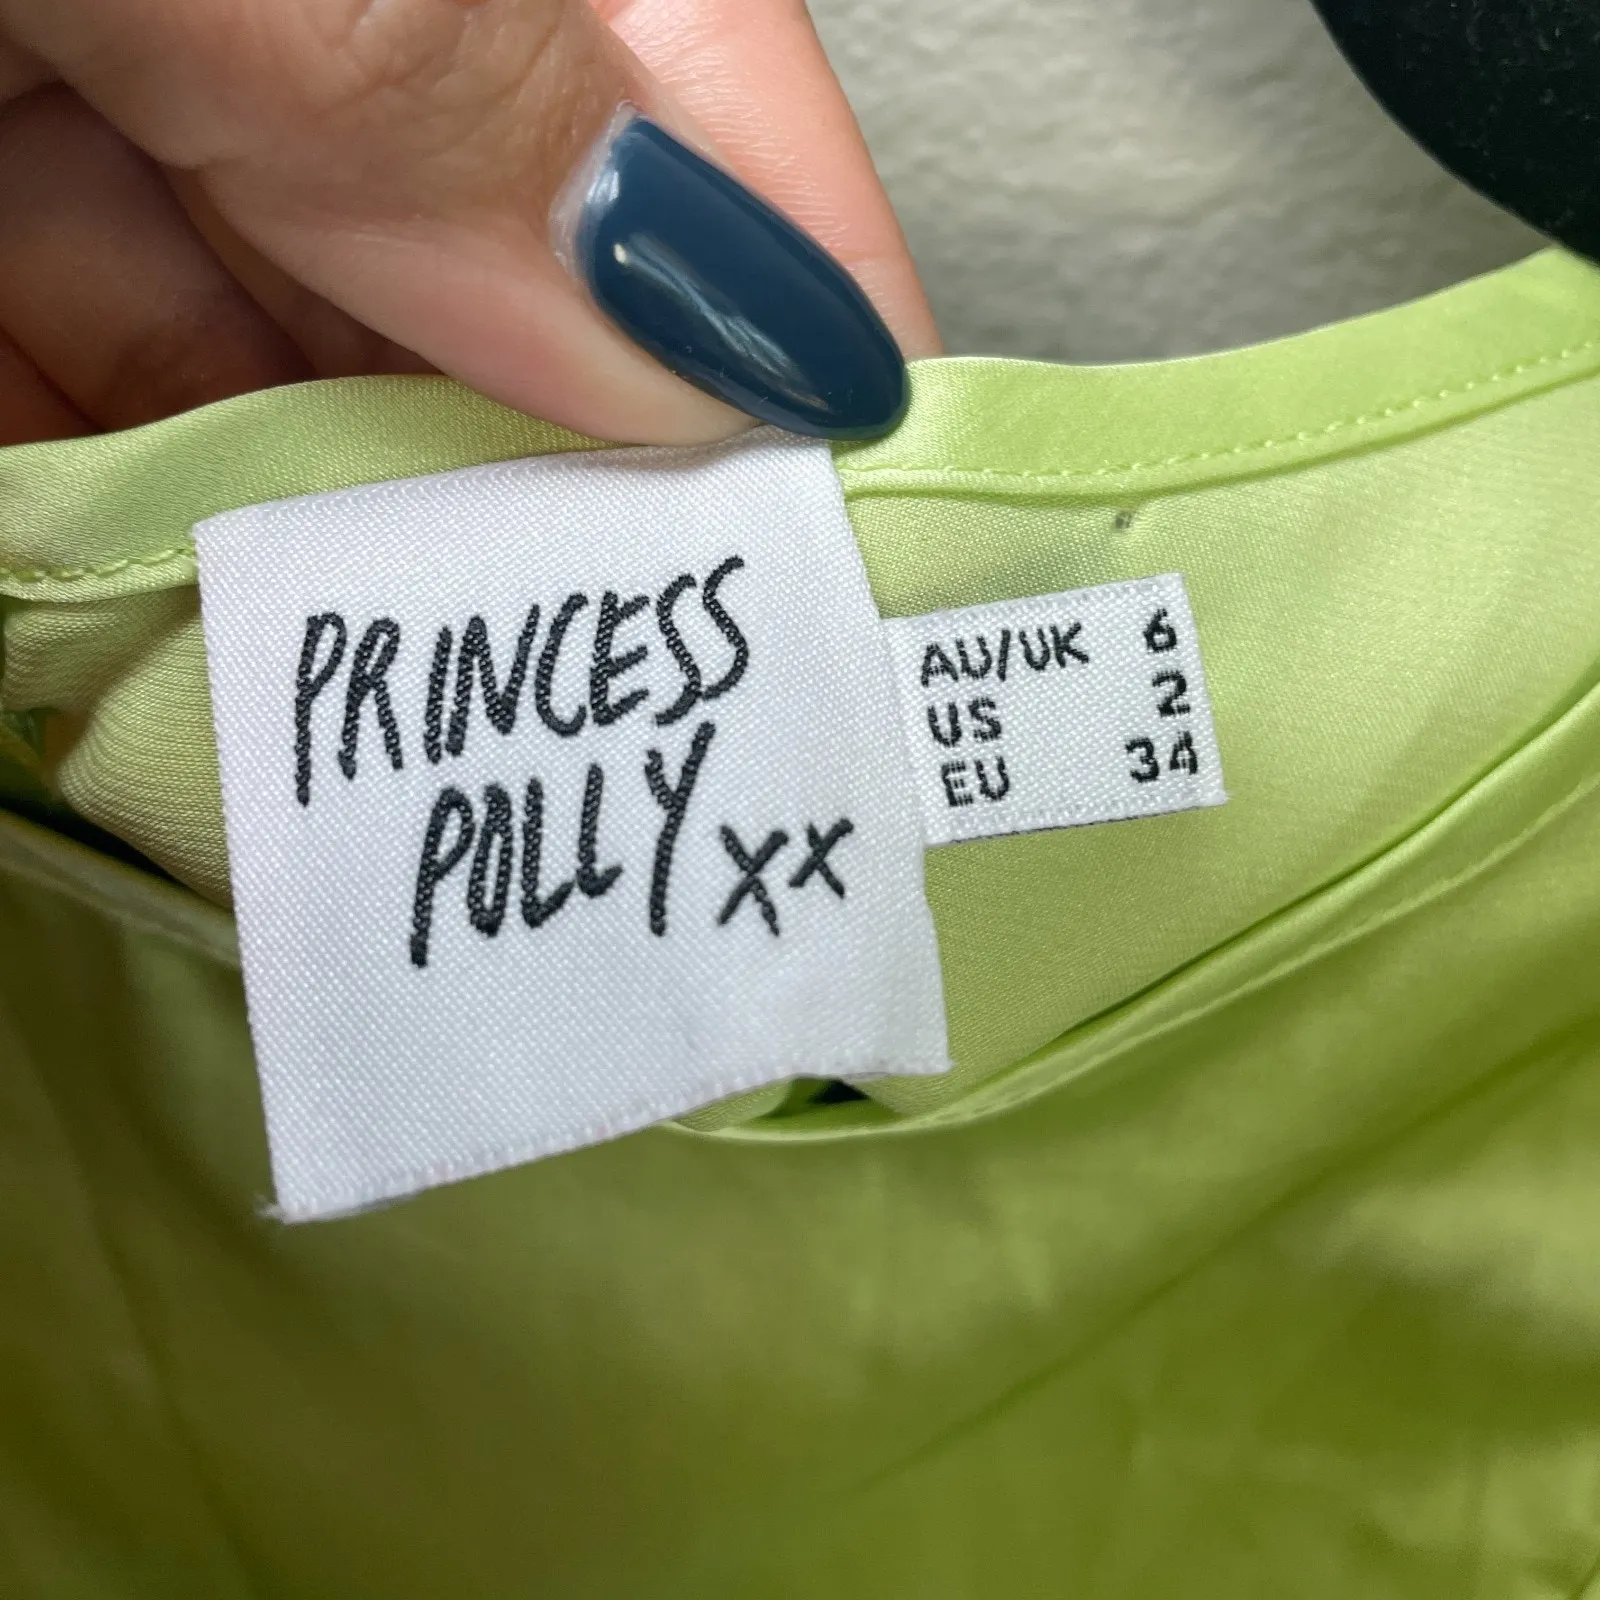 PRINCESS
POLLY xx
AU/UK 6
US 2
EU 34